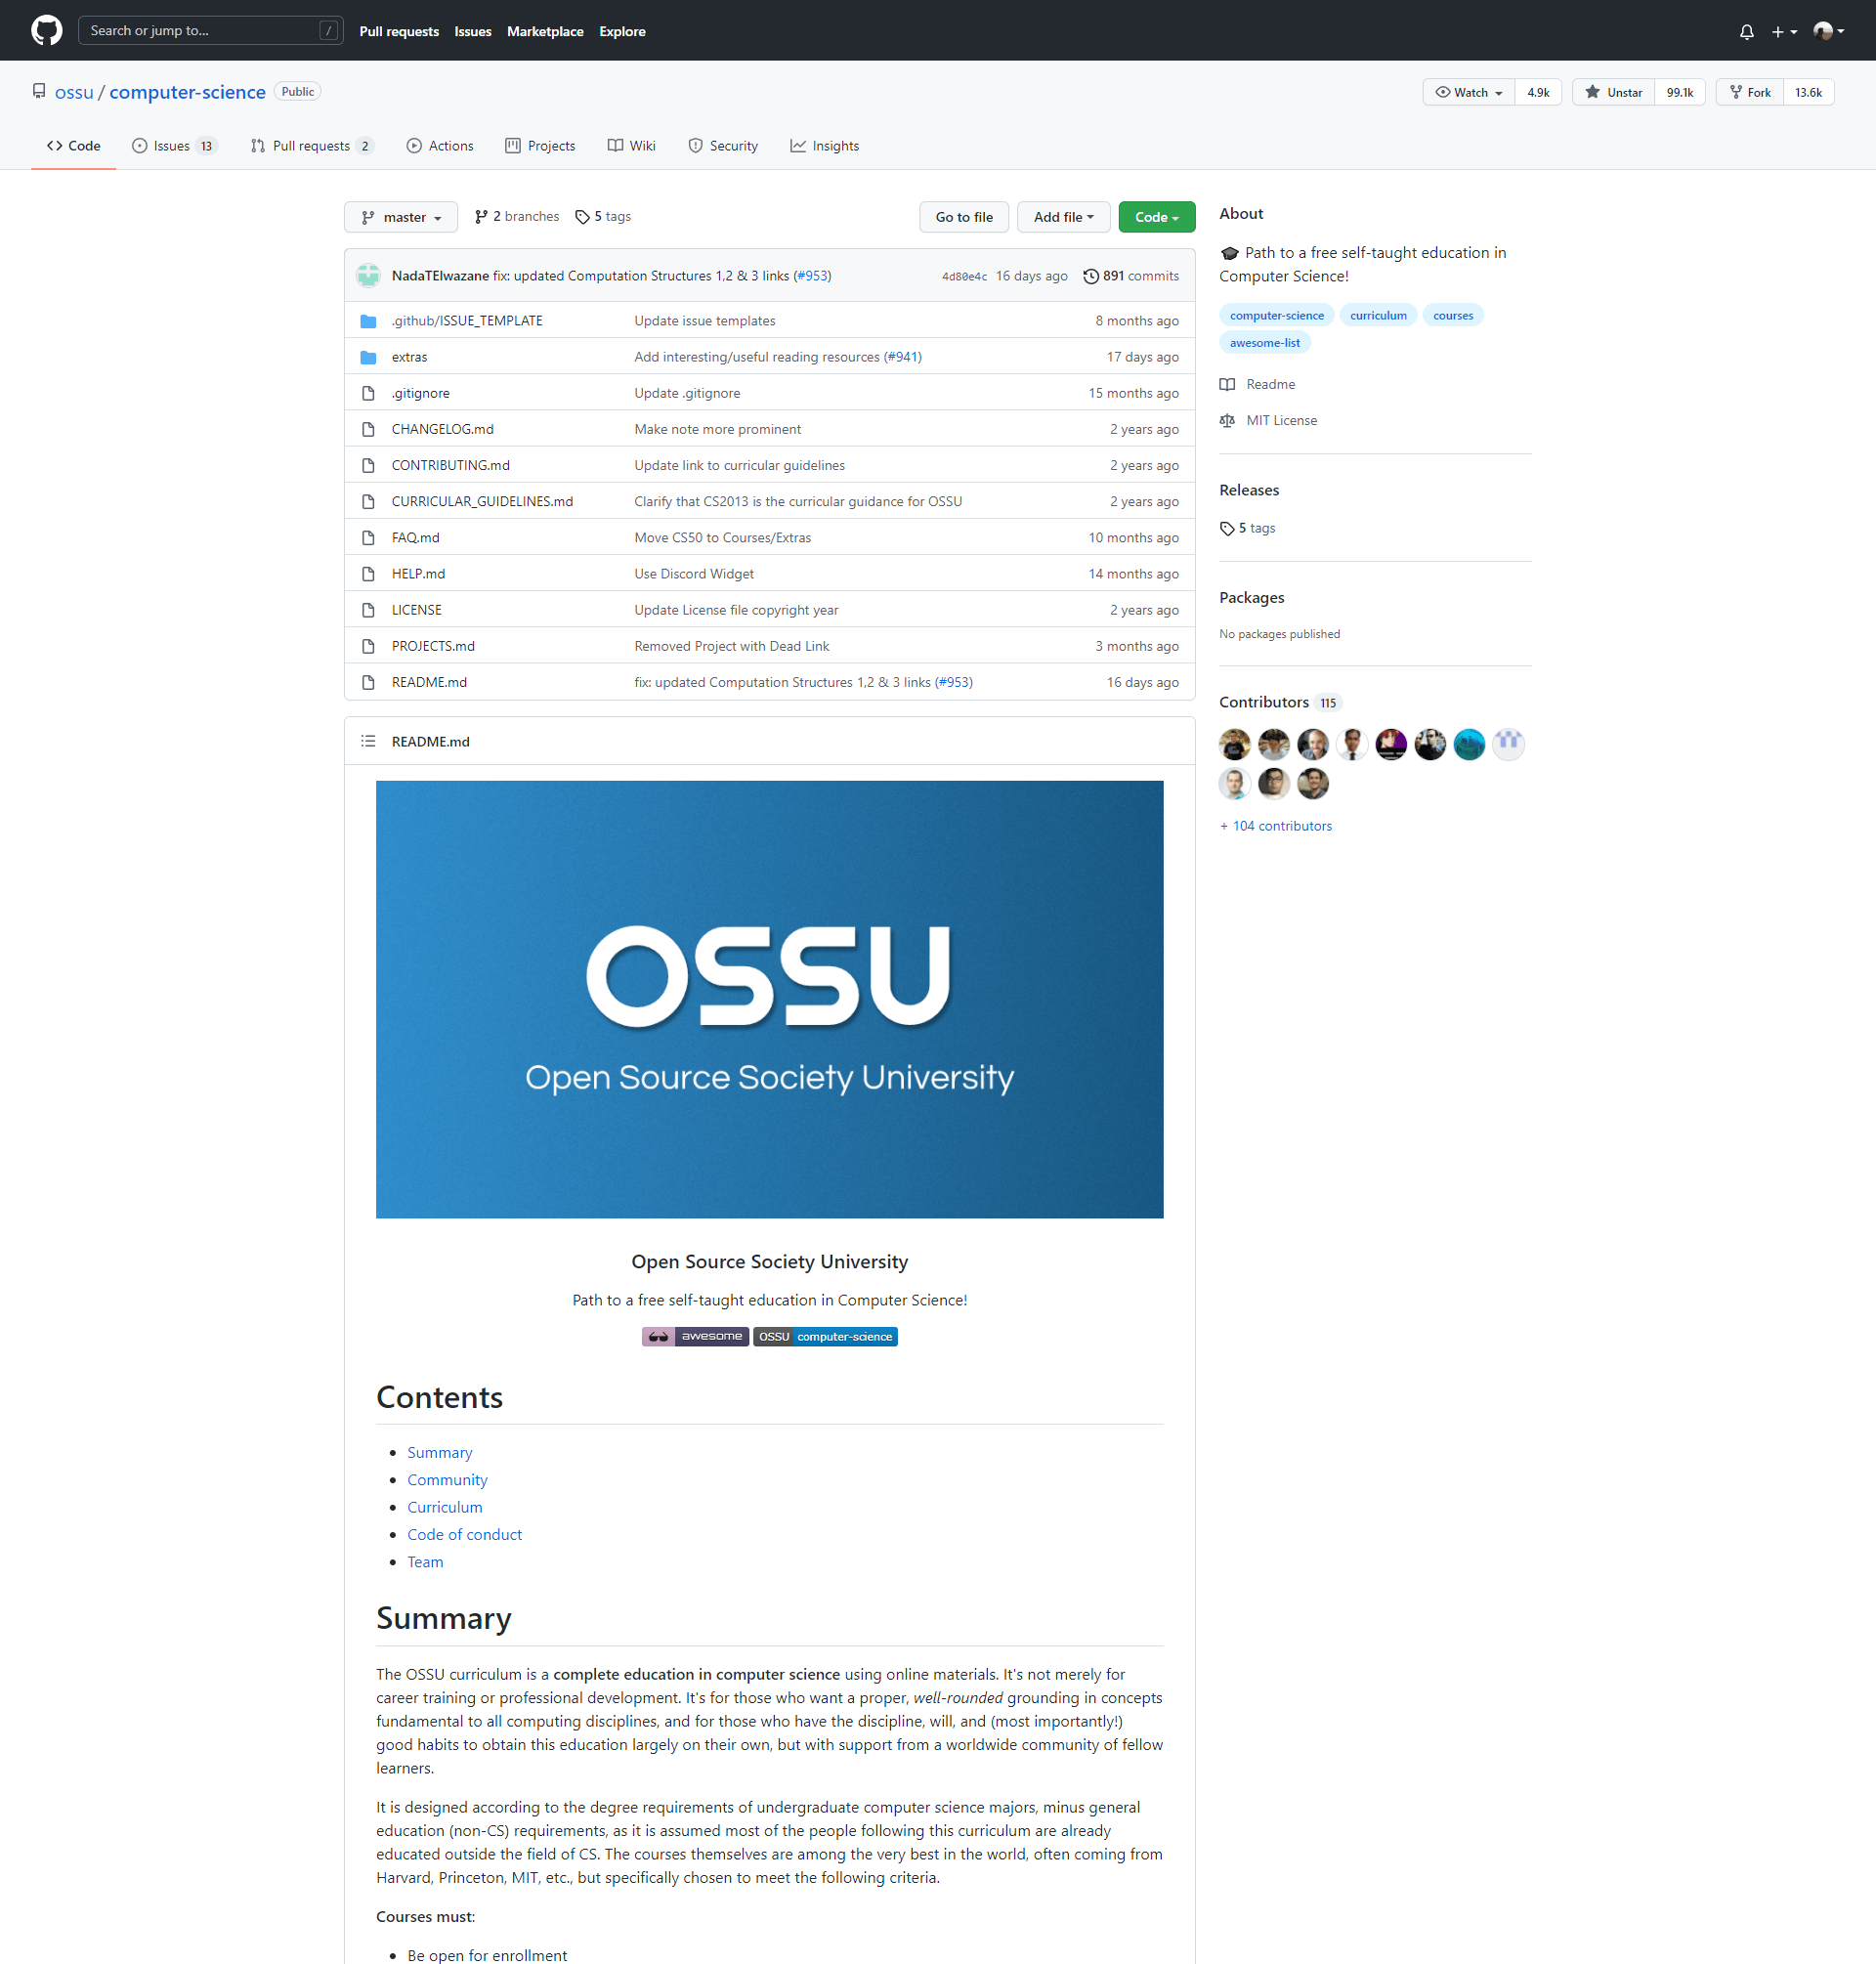 Search or jump to... /
Pull requests Issues Marketplace Explore
ossu / computer-science Public
Watch 4.9k Unstar 99.1k Fork 13.6k
Code Issues 13 Pull requests 2 Actions Projects Wiki Security Insights
master 2 branches 5 tags Go to file Add file Code
NadaTElwazane fix: updated Computation Structures 1,2 & 3 links (#953) 4d80e4c 16 days ago 891 commits
.github/ISSUE_TEMPLATE Update issue templates 8 months ago
extras Add interesting/useful reading resources (#941) 17 days ago
.gitignore Update .gitignore 15 months ago
CHANGELOG.md Make note more prominent 2 years ago
CONTRIBUTING.md Update link to curricular guidelines 2 years ago
CURRICULAR_GUIDELINES.md Clarify that CS2013 is the curricular guidance for OSSU 2 years ago
FAQ.md Move CS50 to Courses/Extras 10 months ago
HELP.md Use Discord Widget 14 months ago
LICENSE Update License file copyright year 2 years ago
PROJECTS.md Removed Project with Dead Link 3 months ago
README.md fix: updated Computation Structures 1,2 & 3 links (#953) 16 days ago
README.md
OSSU
Open Source Society University
Open Source Society University
Path to a free self-taught education in Computer Science!
awesome OSSU computer-science
Contents
Summary
Community
Curriculum
Code of conduct
Team
Summary
The OSSU curriculum is a complete education in computer science using online materials. It's not merely for
career training or professional development. It's for those who want a proper, well-rounded grounding in concepts
fundamental to all computing disciplines, and for those who have the discipline, will, and (most importantly!)
good habits to obtain this education largely on their own, but with support from a worldwide community of fellow
learners.
It is designed according to the degree requirements of undergraduate computer science majors, minus general
education (non-CS) requirements, as it is assumed most of the people following this curriculum are already
educated outside the field of CS. The courses themselves are among the very best in the world, often coming from
Harvard, Princeton, MIT, etc., but specifically chosen to meet the following criteria.
Courses must:
Be open for enrollment
About
Path to a free self-taught education in
Computer Science!
computer-science curriculum courses
awesome-list
Readme
MIT License
Releases
5 tags
Packages
No packages published
Contributors 115
+ 104 contributors